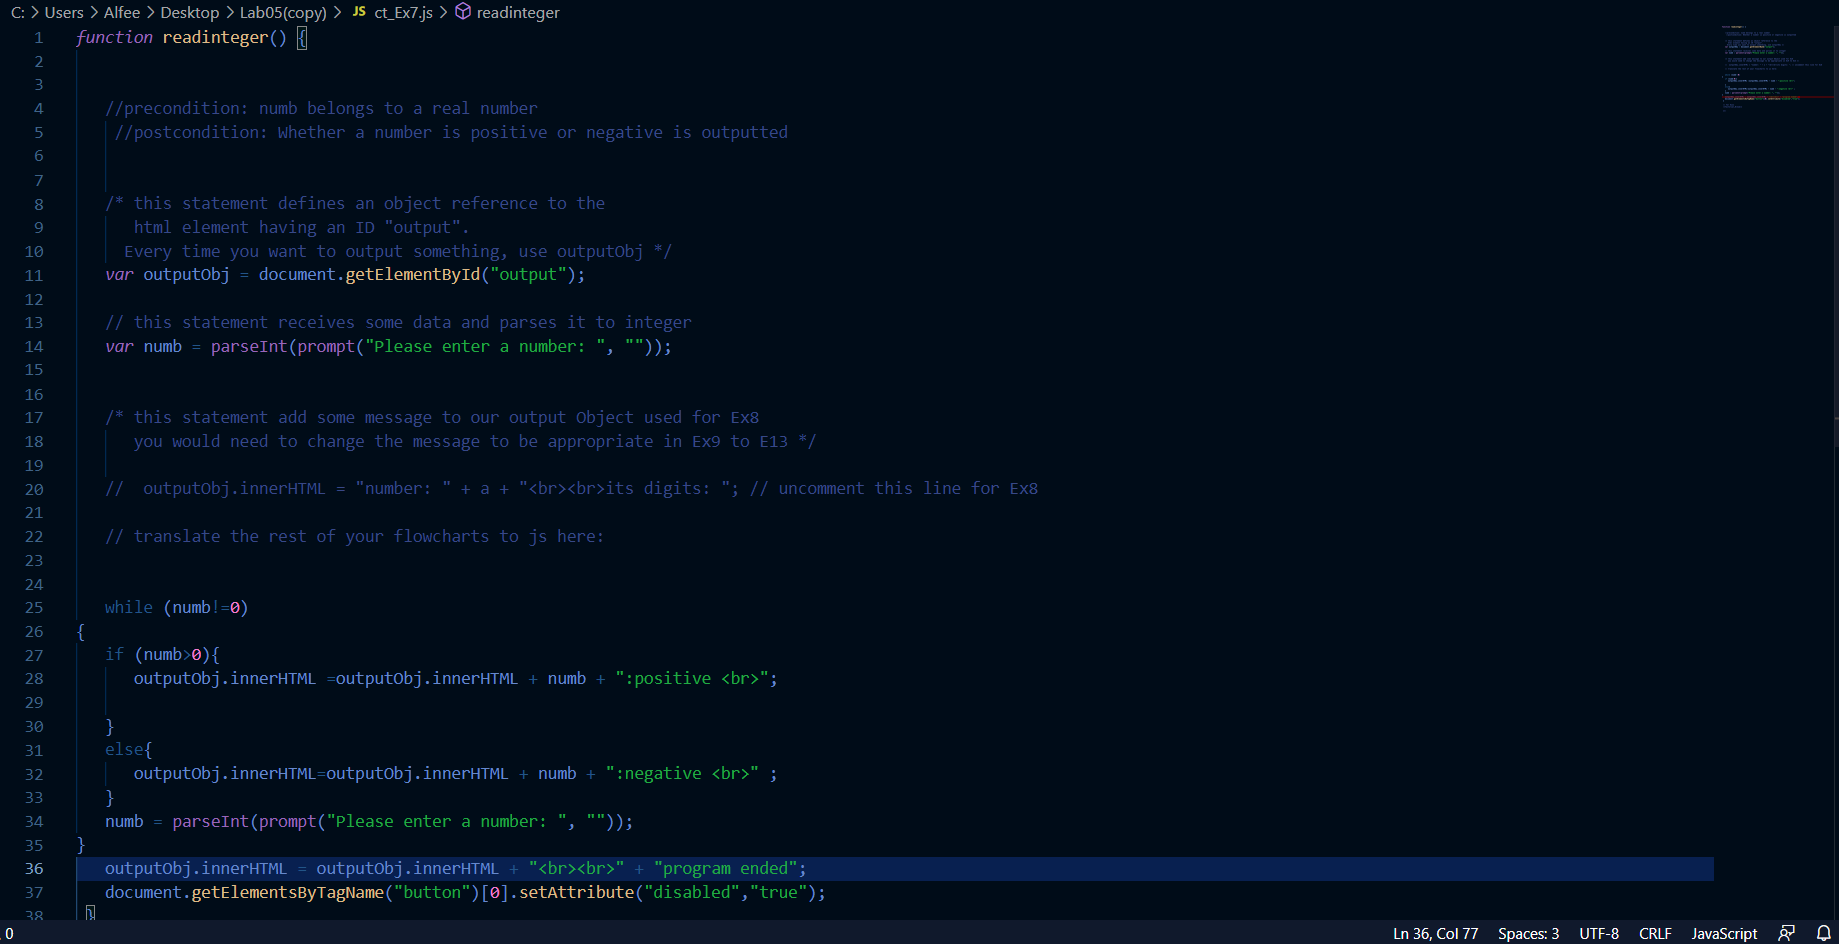 C: > Users > Alfee > Desktop > Lab05(copy) > JS ct_Ex7.js > readinteger
1 function readinteger() {
2
3
4 //precondition: numb belongs to a real number
5 //postcondition: Whether a number is positive or negative is outputted
6
7
8 /* this statement defines an object reference to the
9 html element having an ID "output".
10 Every time you want to output something, use outputObj */
11 var outputObj = document.getElementById("output");
12
13 // this statement receives some data and parses it to integer
14 var numb = parseInt(prompt("Please enter a number: ", ""));
15
16
17 /* this statement add some message to our output Object used for Ex8
18 you would need to change the message to be appropriate in Ex9 to E13 */
19
20 //  outputObj.innerHTML = "number: " + a + "<br><br>its digits: "; // uncomment this line for Ex8
21
22 // translate the rest of your flowcharts to js here:
23
24
25 while (numb!=0)
26 {
27 if (numb>0){
28 outputObj.innerHTML =outputObj.innerHTML + numb + ":positive <br>";
29
30 }
31 else{
32 outputObj.innerHTML=outputObj.innerHTML + numb + ":negative <br>" ;
33 }
34 numb = parseInt(prompt("Please enter a number: ", ""));
35 }
36 outputObj.innerHTML = outputObj.innerHTML + "<br><br>" + "program ended";
37 document.getElementsByTagName("button")[0].setAttribute("disabled","true");
38 }
0 Ln 36, Col 77 Spaces: 3 UTF-8 CRLF JavaScript